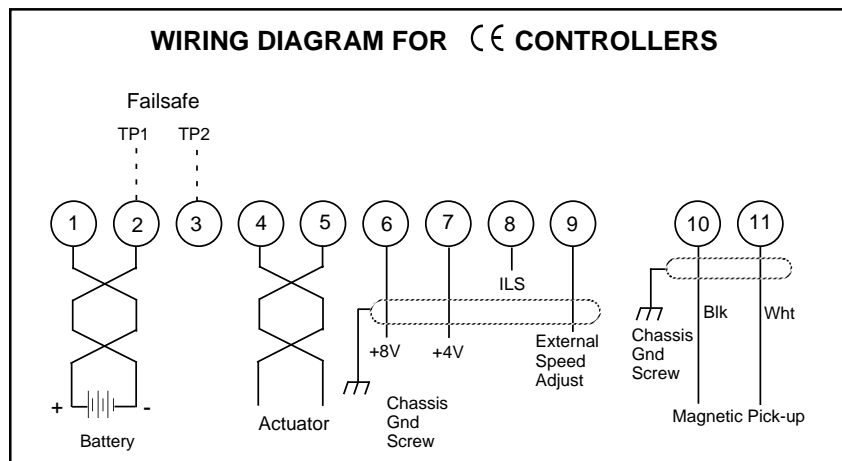 WIRING DIAGRAM FOR CE CONTROLLERS
Failsafe
TP1 TP2
1 2 3 4 5 6 7 8 9 10 11
ILS
+8V +4V
External
Speed
Adjust
Blk Wht
Chassis
Gnd
Screw
+ -
Battery
Actuator
Chassis
Gnd
Screw
Magnetic Pick-up